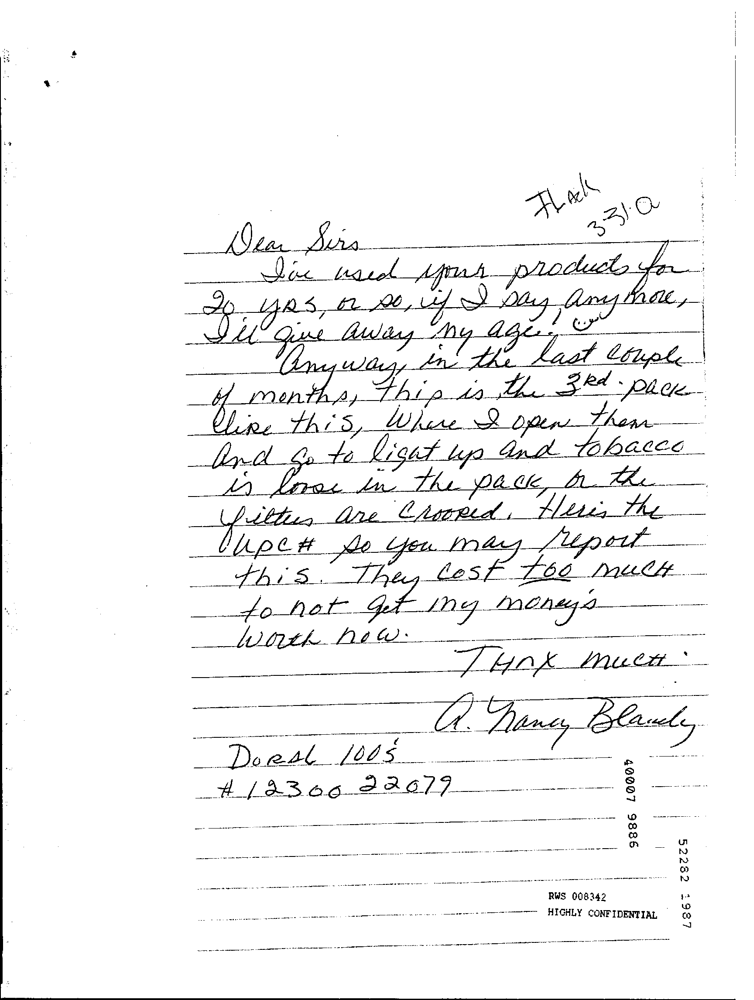 3-31-
Dear Sirs
I've used your products for
20 yrs, or so, if I say anymore,
I'll give away my age!
Anyway, in the last couple
of months, this is the 3rd. pack
like this, where I open them
and go to light up and tobacco
is loose in the pack, or the
filters are crooked. Here's the
UPC# so you may report
this. They cost too much
to not get my money's
worth now.
Thnx much
A. Nancy
Doral 100's
# 12300 22079
40007 9886
52282 1987
RWS 008342
HIGHLY CONFIDENTIAL